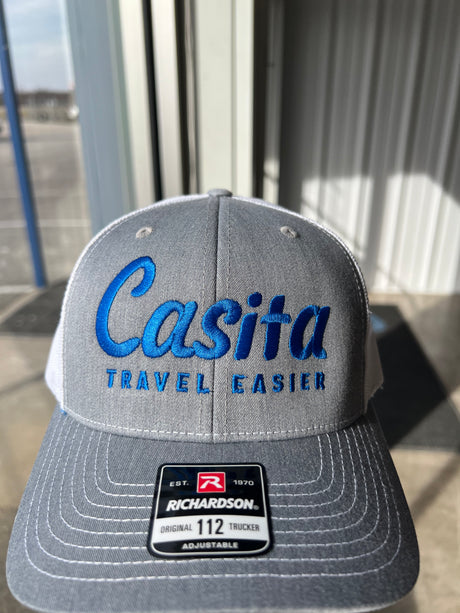 Casita
TRAVEL EASIER
EST. R 1970
RICHARDSON®
ORIGINAL 112 TRUCKER
ADJUSTABLE